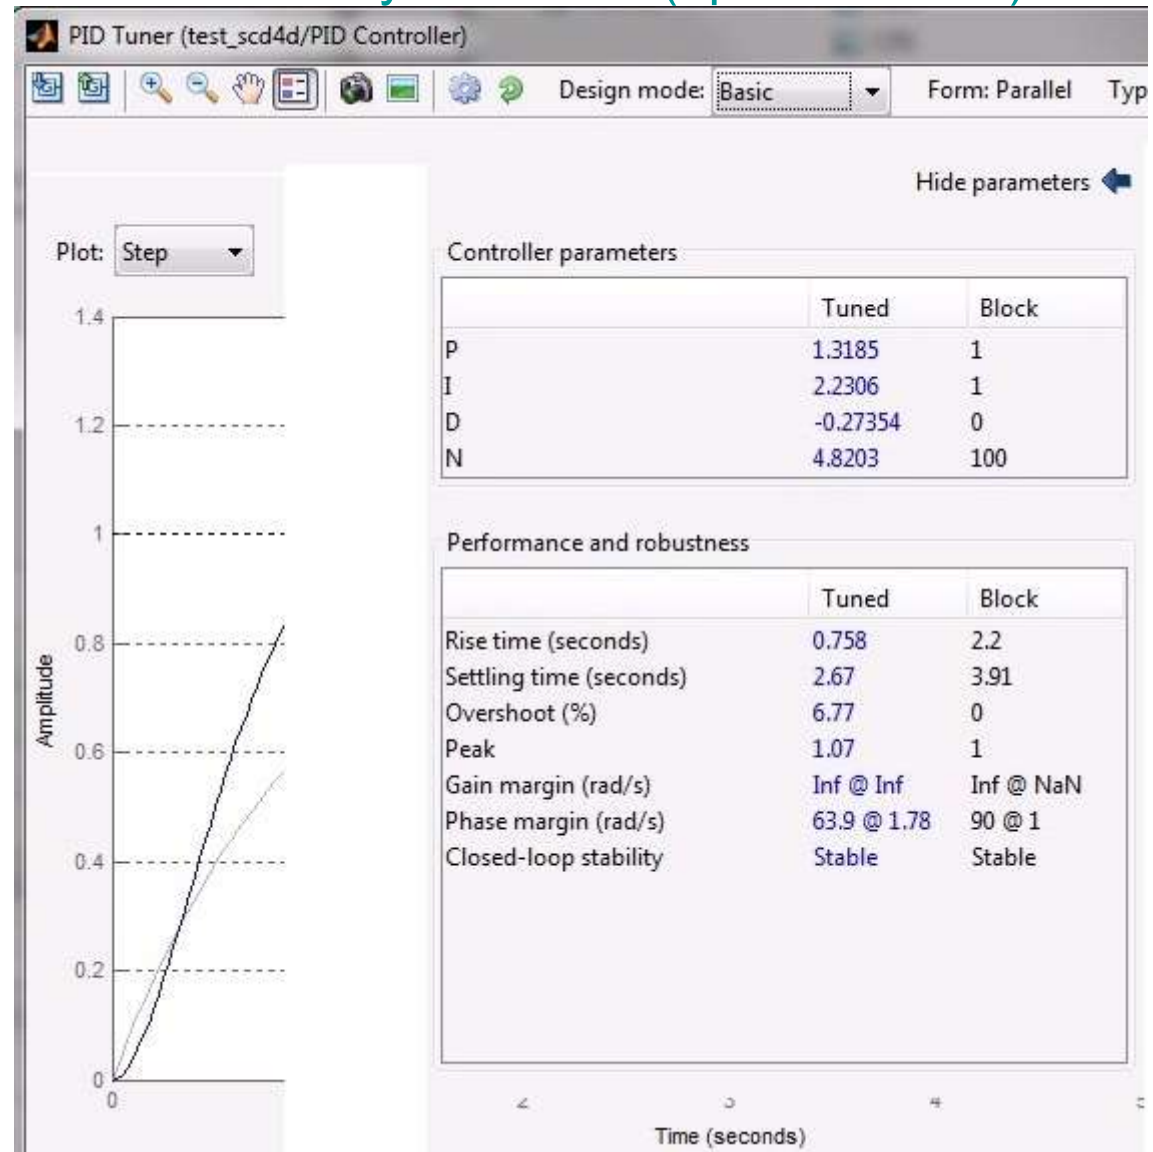 PID Tuner (test_scd4d/PID Controller)
Design mode: Basic Form: Parallel Typ
Hide parameters
Plot: Step
Controller parameters
Tuned Block
P 1.3185 1
I 2.2306 1
D -0.27354 0
N 4.8203 100
Performance and robustness
Tuned Block
Rise time (seconds) 0.758 2.2
Settling time (seconds) 2.67 3.91
Overshoot (%) 6.77 0
Peak 1.07 1
Gain margin (rad/s) Inf @ Inf Inf @ NaN
Phase margin (rad/s) 63.9 @ 1.78 90 @ 1
Closed-loop stability Stable Stable
1.4
1.2
1
0.8
0.6
0.4
0.2
0
Amplitude
0 4
Time (seconds)